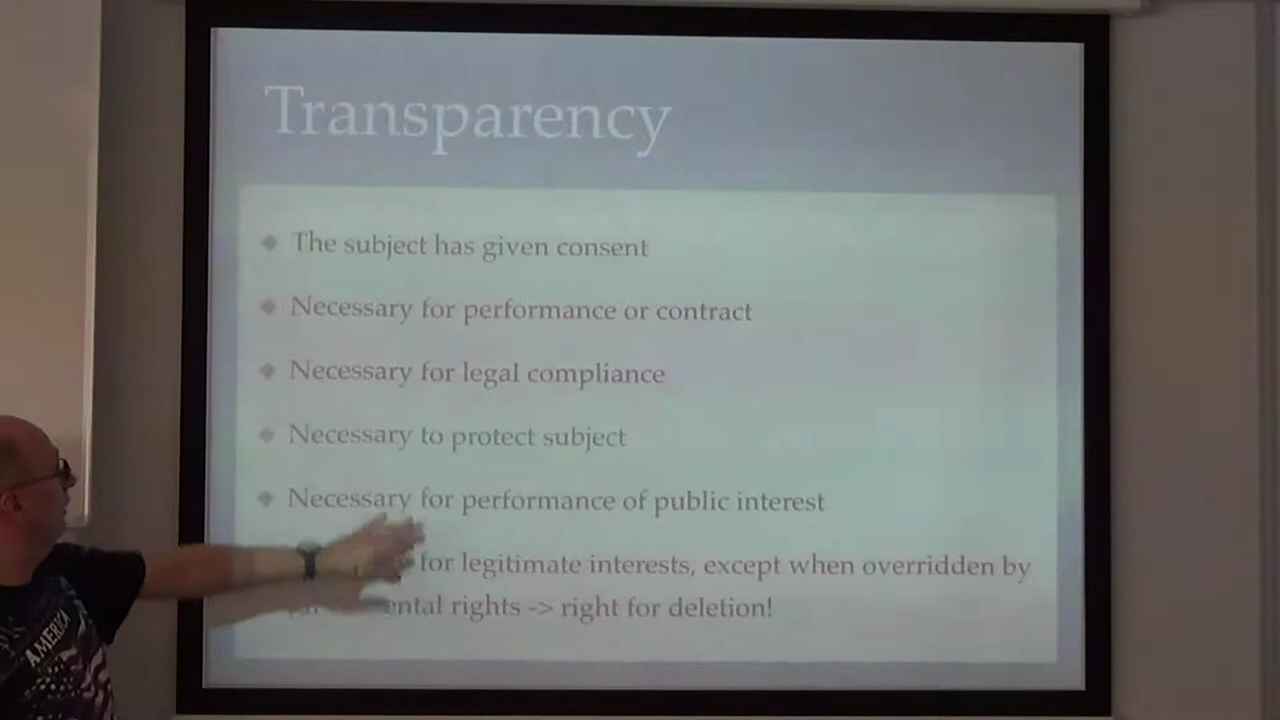 Transparency
The subject has given consent
Necessary for performance or contract
Necessary for legal compliance
Necessary to protect subject
Necessary for performance of public interest
for legitimate interests, except when overridden by
rights -> right for deletion!
AMERICA